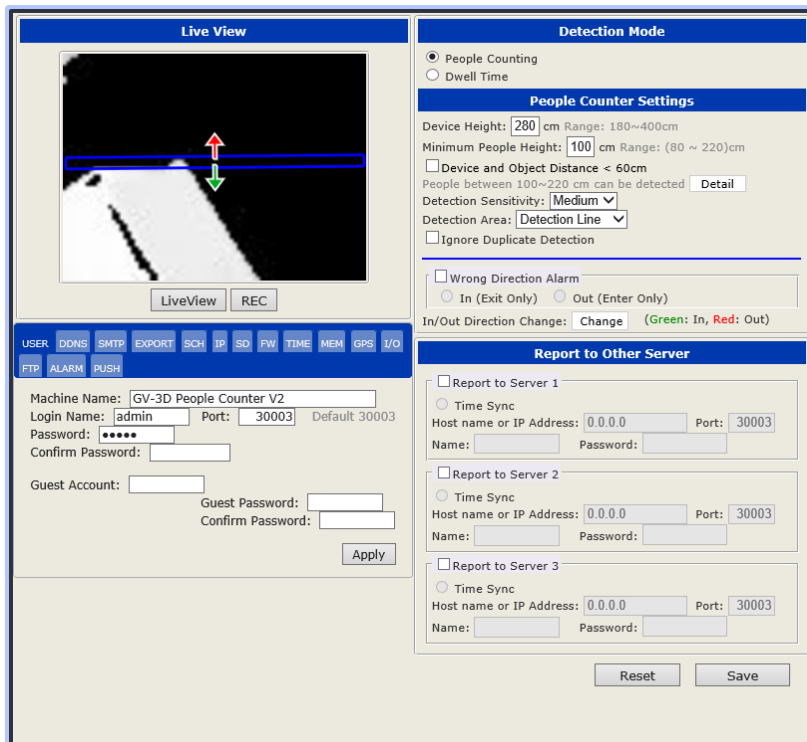 Live View
LiveView REC
USER DDNS SMTP EXPORT SCH IP SD FW TIME MEM GPS I/O
FTP ALARM PUSH
Machine Name: GV-3D People Counter V2
Login Name: admin Port: 30003 Default 30003
Password: •••••
Confirm Password:
Guest Account:
Guest Password:
Confirm Password:
Apply
Detection Mode
People Counting
Dwell Time
People Counter Settings
Device Height: 280 cm Range: 180~400cm
Minimum People Height: 100 cm Range: (80 ~ 220)cm
Device and Object Distance < 60cm
People between 100~220 cm can be detected Detail
Detection Sensitivity: Medium
Detection Area: Detection Line
Ignore Duplicate Detection
Wrong Direction Alarm
In (Exit Only) Out (Enter Only)
In/Out Direction Change: Change (Green: In, Red: Out)
Report to Other Server
Report to Server 1
Time Sync
Host name or IP Address: 0.0.0.0 Port: 30003
Name: Password:
Report to Server 2
Time Sync
Host name or IP Address: 0.0.0.0 Port: 30003
Name: Password:
Report to Server 3
Time Sync
Host name or IP Address: 0.0.0.0 Port: 30003
Name: Password:
Reset Save